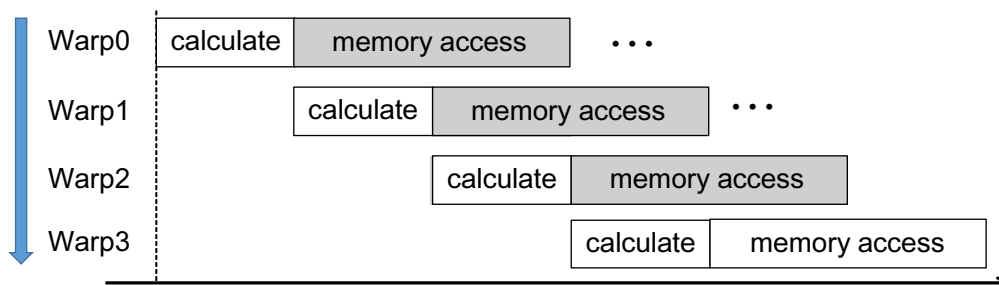 Warp0 calculate memory access ...
Warp1 calculate memory access ...
Warp2 calculate memory access
Warp3 calculate memory access